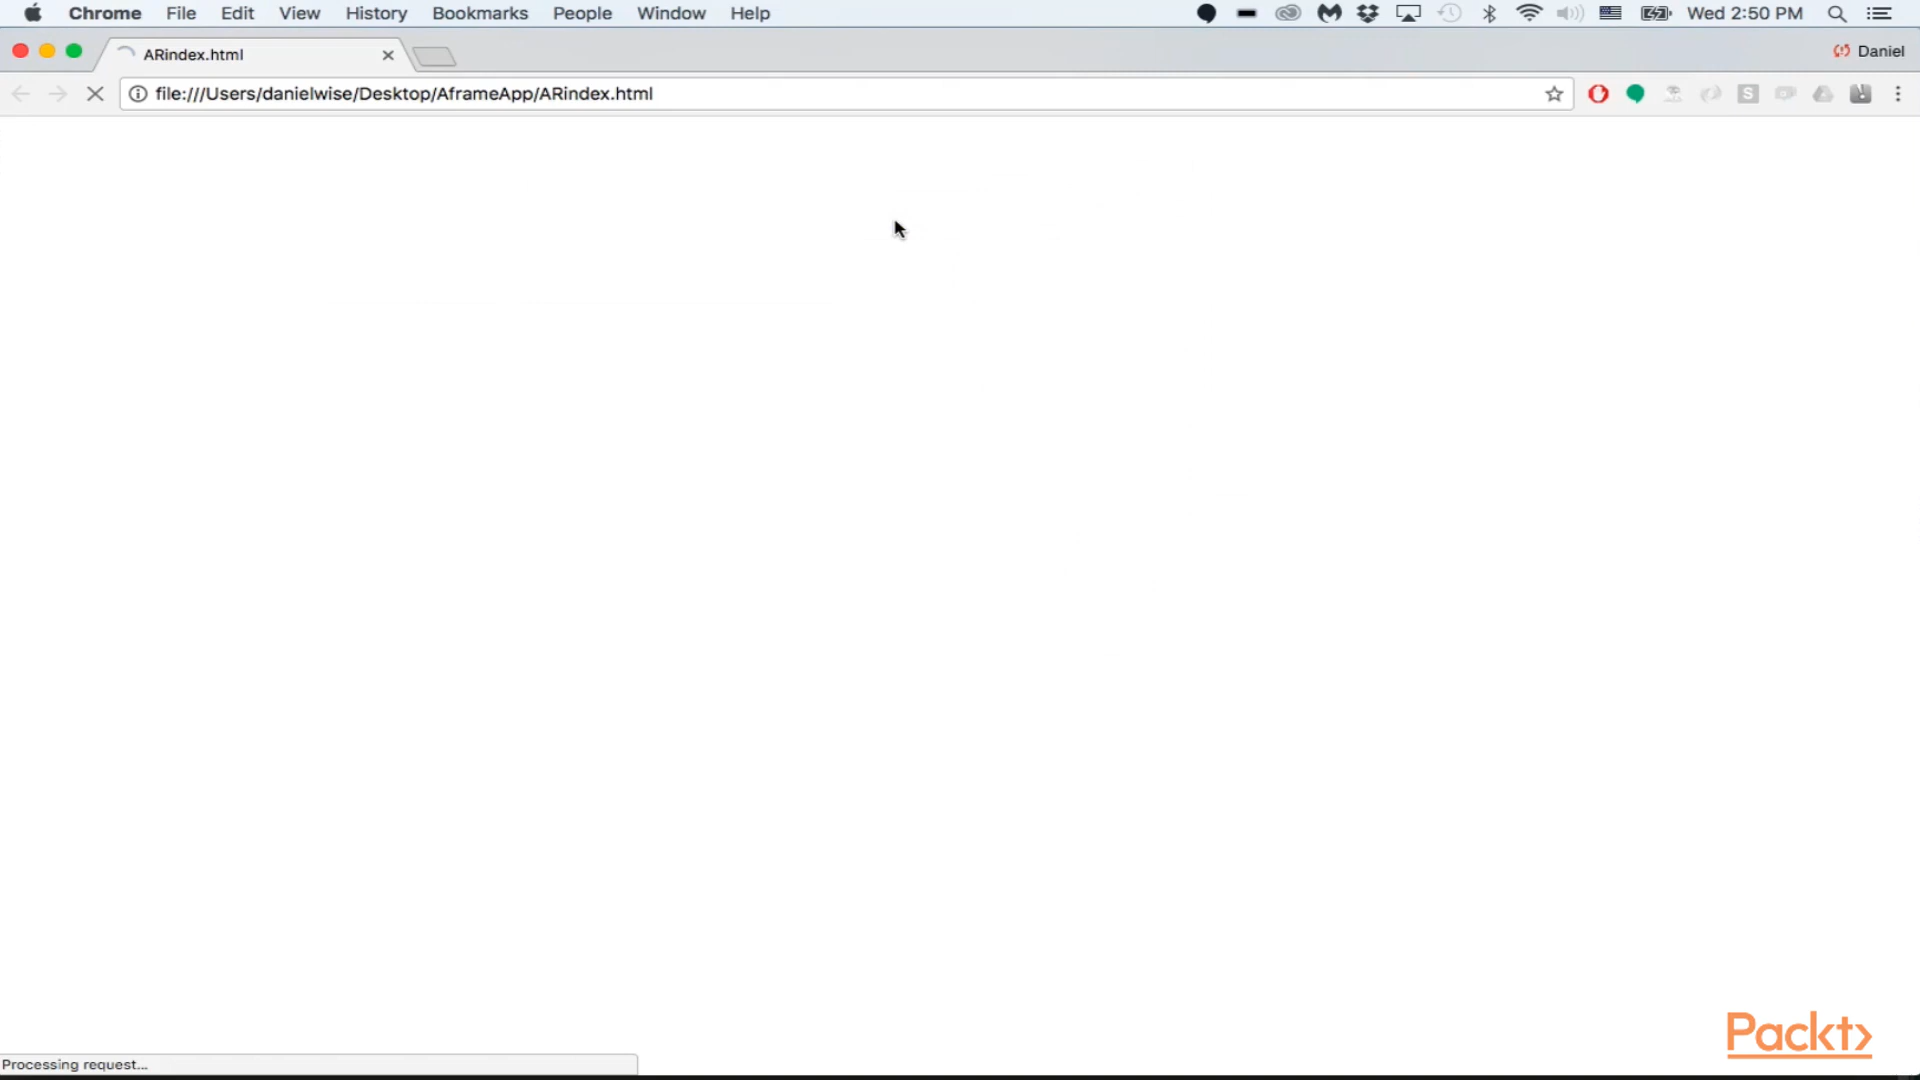 Chrome File Edit View History Bookmarks People Window Help Wed 2:50 PM
ARindex.html Daniel
file:///Users/danielwise/Desktop/AframeApp/ARindex.html S
Packt>
Processing request...